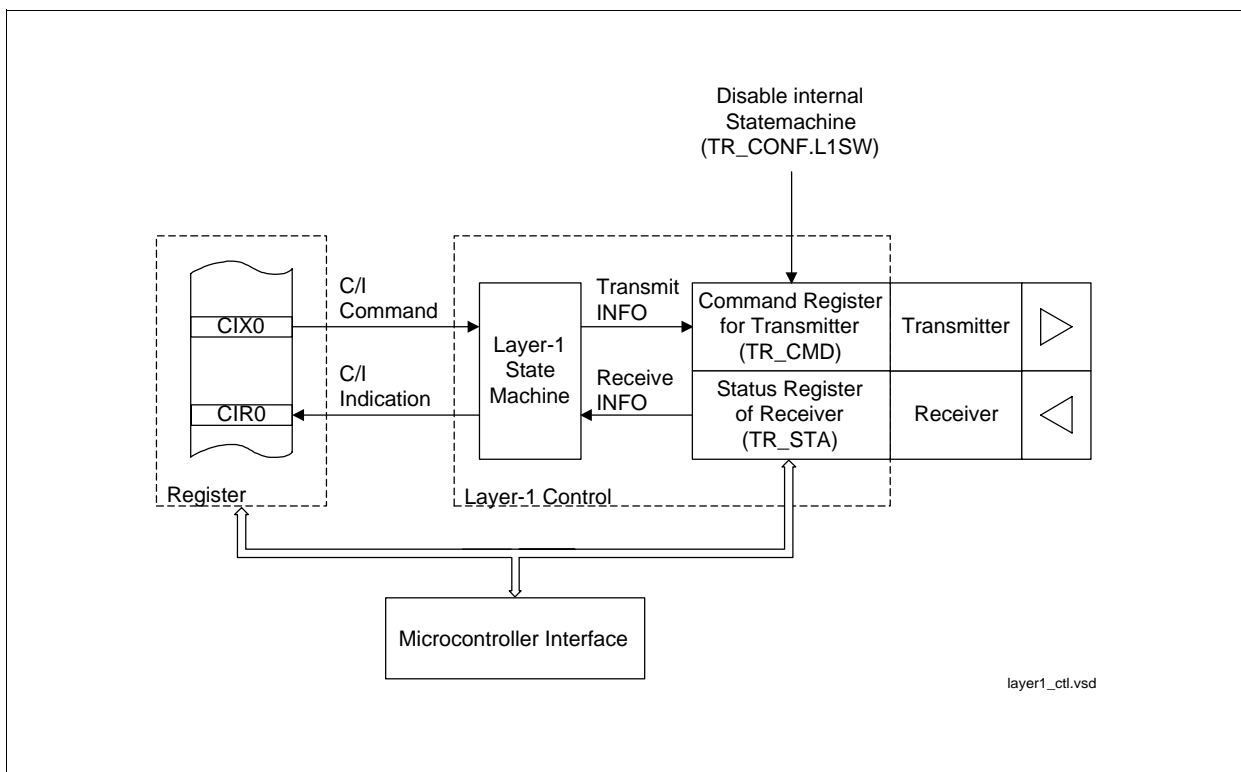 Disable internal
Statemachine
(TR_CONF.L1SW)
C/I
Command
CIX0
C/I
Indication
CIR0
Register
Layer-1
State
Machine
Transmit
INFO
Receive
INFO
Command Register
for Transmitter
(TR_CMD)
Transmitter
Status Register
of Receiver
(TR_STA)
Receiver
Layer-1 Control
Microcontroller Interface
layer1_ctl.vsd